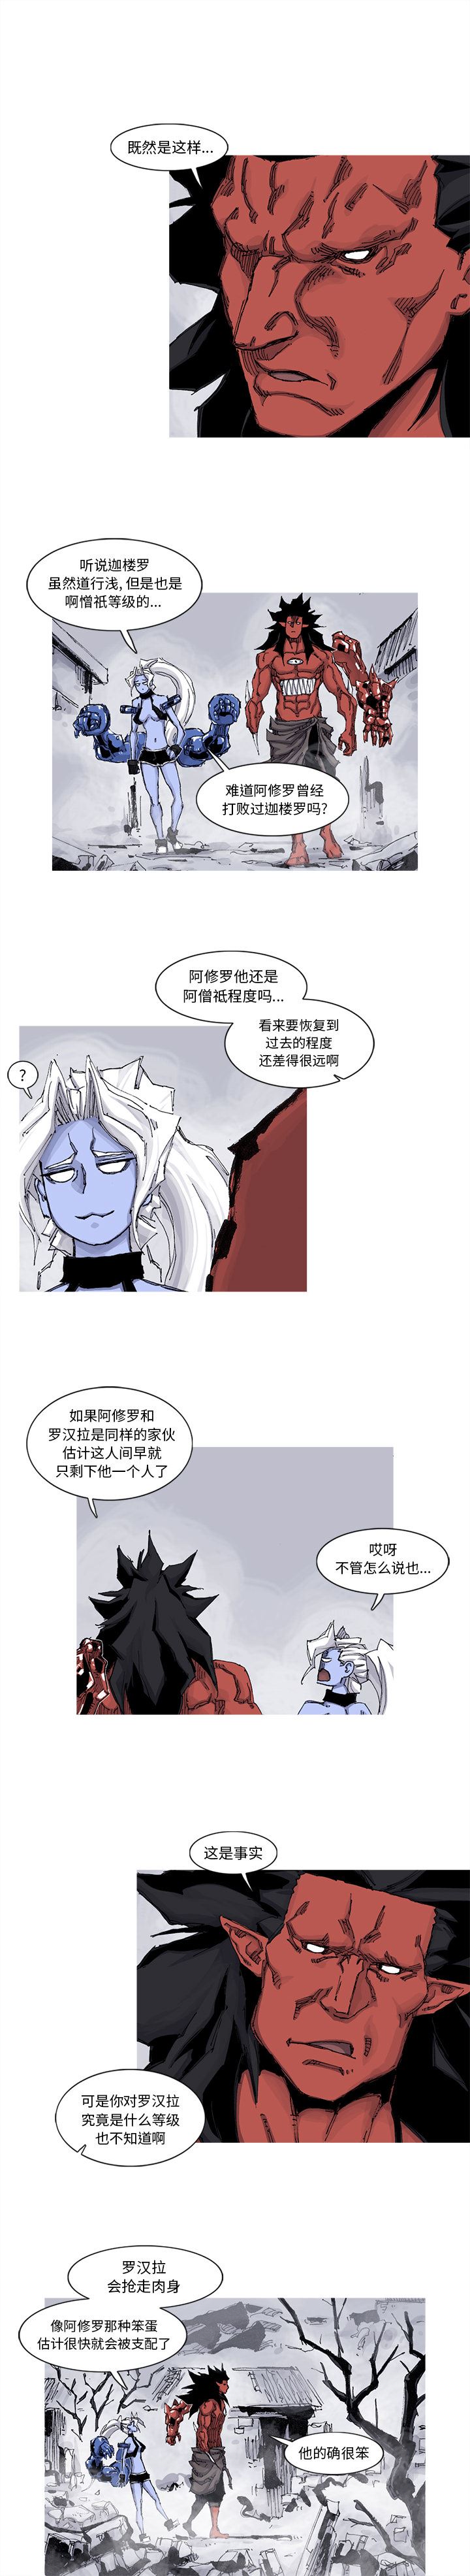 既然是这样...
听说迦楼罗
虽然道行浅, 但是也是
啊憎祇等级的...
难道阿修罗曾经
打败过迦楼罗吗?
阿修罗他还是
阿僧祗程度吗...
看来要恢复到
过去的程度
还差得很远啊
?
如果阿修罗和
罗汉拉是同样的家伙
估计这人间早就
只剩下他一个人了
哎呀
不管怎么说也...
这是事实
可是你对罗汉拉
究竟是什么等级
也不知道啊
罗汉拉
会抢走肉身
像阿修罗那种笨蛋
估计很快就会被支配了
他的确很笨